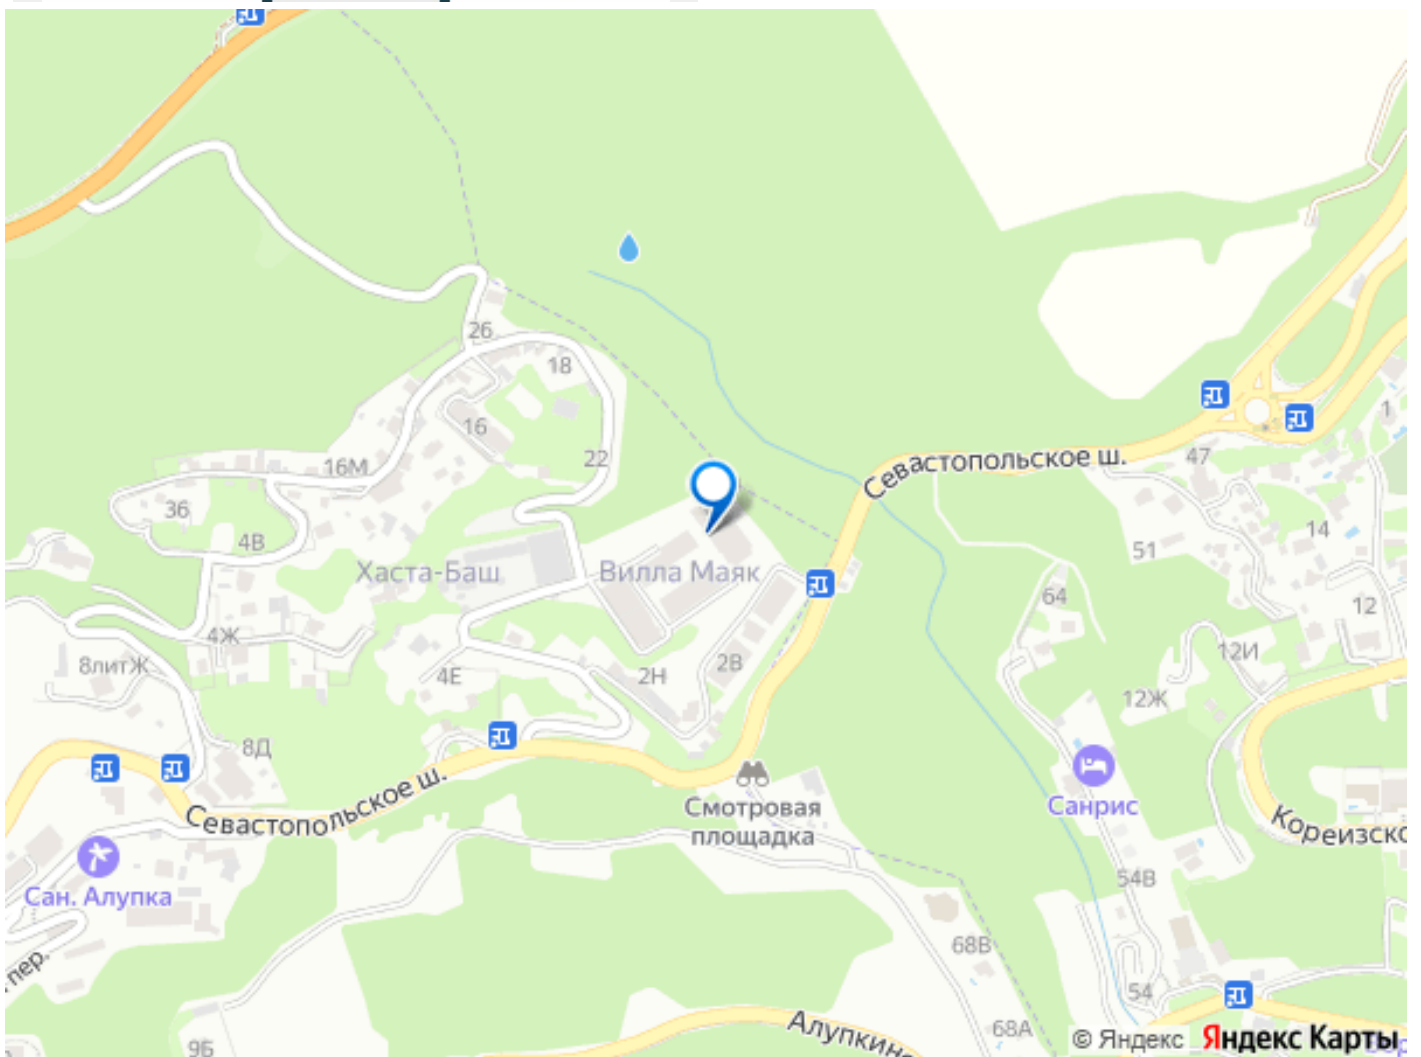 26
18
16
1
22
16М
47
Севастопольское ш.
36
14
4В
51
Хаста-Баш
Вилла Маяк
64
12
4Ж
12И
8литЖ
2В
4Е
2Н
12Ж
8Д
Севастопольское ш.
Смотровая
площадка
Санрис
Кореизско
54В
Сан. Алупка
68В
пер.
54
68А
Алупкинс
9Б
© Яндекс
Яндекс Карты